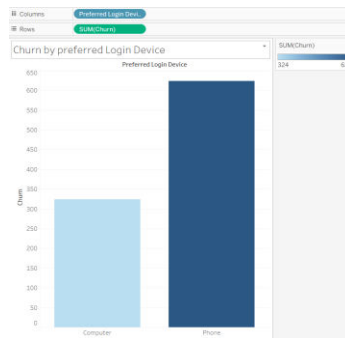 Columns
Preferred Login Devi..
Rows
SUM(Churn)
Churn by preferred Login Device
Preferred Login Device
SUM(Churn)
324
650
600
550
500
450
400
350
300
250
200
150
100
50
0
Churn
Computer
Phone